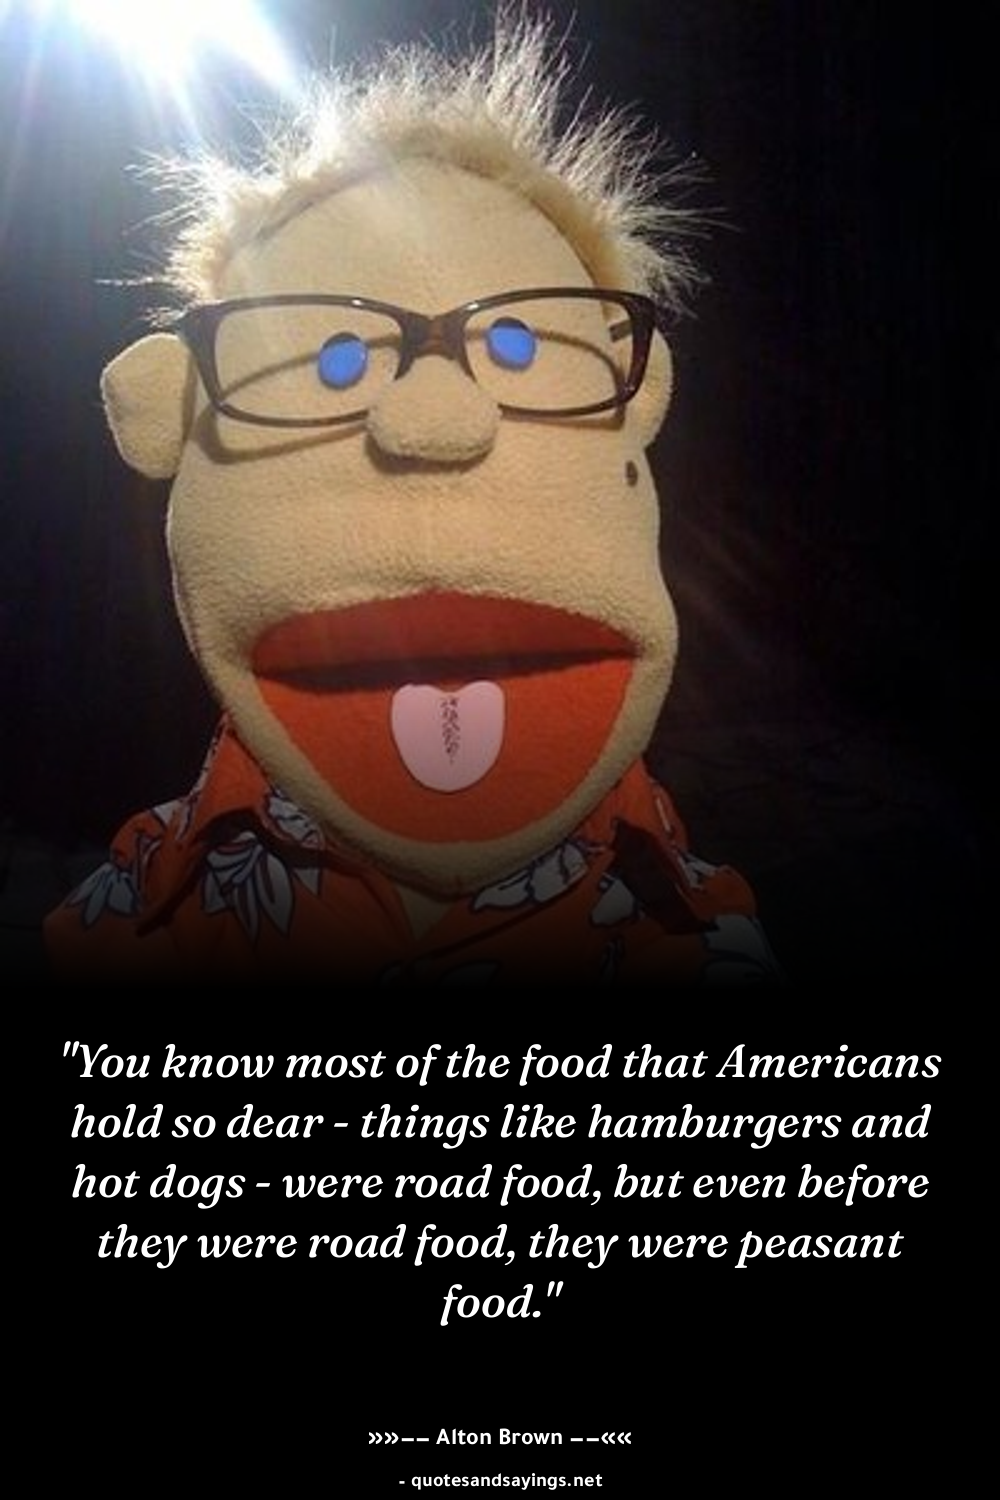 "You know most of the food that Americans
hold so dear - things like hamburgers and
hot dogs - were road food, but even before
they were road food, they were peasant
food."
»»−− Alton Brown −−««
- quotesandsayings.net